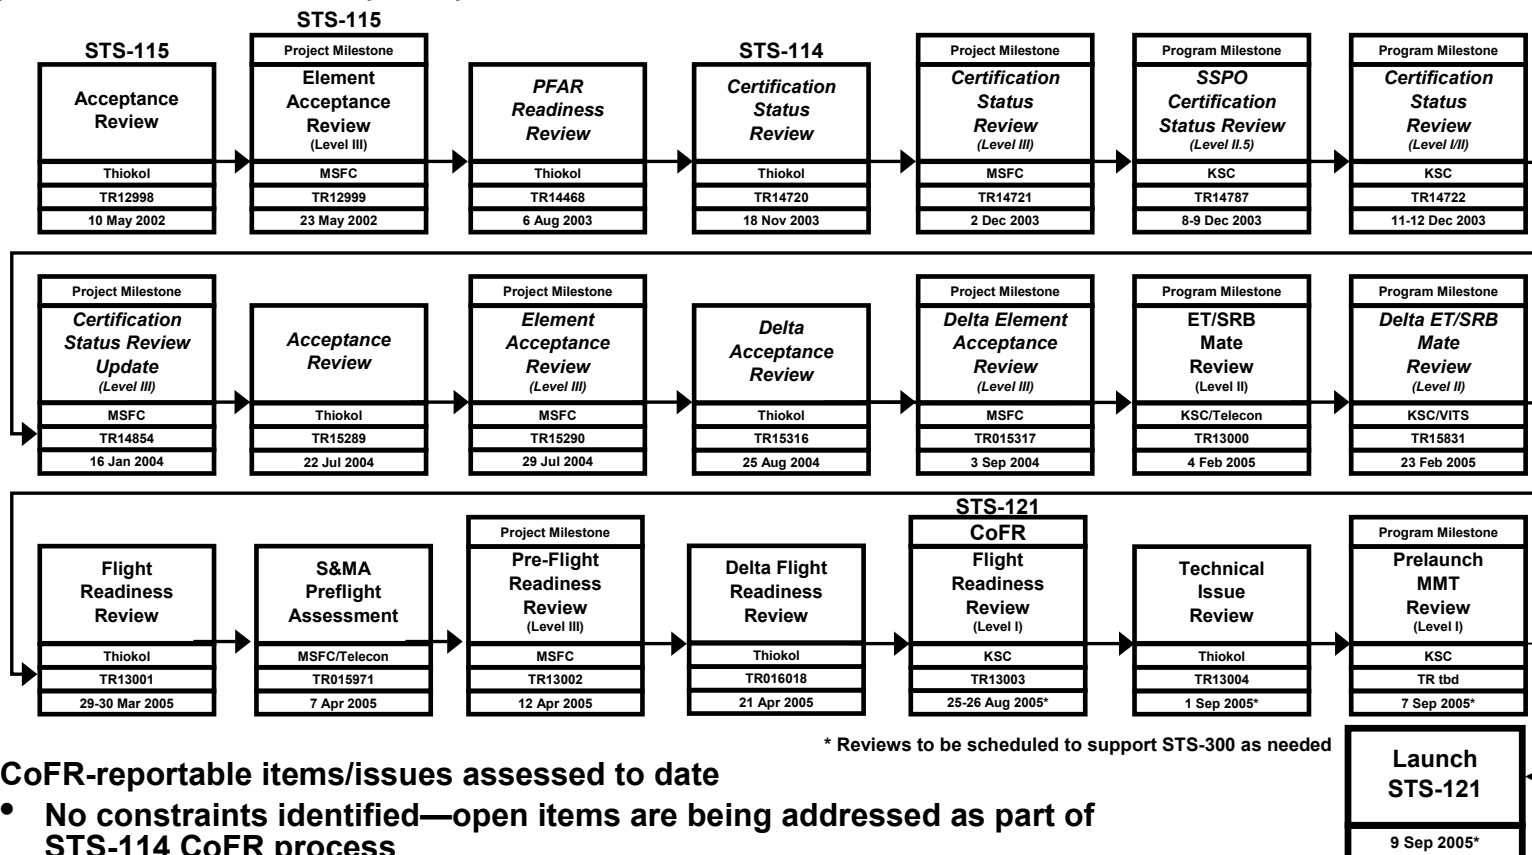 STS-115
Acceptance
Review
Thiokol
TR12998
10 May 2002
STS-115
Project Milestone
Element
Acceptance
Review
(Level III)
MSFC
TR12999
23 May 2002
PFAR
Readiness
Review
Thiokol
TR14468
6 Aug 2003
STS-114
Certification
Status
Review
Thiokol
TR14720
18 Nov 2003
Project Milestone
Certification
Status
Review
(Level III)
MSFC
TR14721
2 Dec 2003
Program Milestone
SSPO
Certification
Status Review
(Level II.5)
KSC
TR14787
8-9 Dec 2003
Program Milestone
Certification
Status
Review
(Level I/II)
KSC
TR14722
11-12 Dec 2003
Project Milestone
Certification
Status Review
Update
(Level III)
MSFC
TR14854
16 Jan 2004
Acceptance
Review
Thiokol
TR15289
22 Jul 2004
Project Milestone
Element
Acceptance
Review
(Level III)
MSFC
TR15290
29 Jul 2004
Delta
Acceptance
Review
Thiokol
TR15316
25 Aug 2004
Project Milestone
Delta Element
Acceptance
Review
(Level III)
MSFC
TR015317
3 Sep 2004
Program Milestone
ET/SRB
Mate
Review
(Level II)
KSC/Telecon
TR13000
4 Feb 2005
Program Milestone
Delta ET/SRB
Mate
Review
(Level II)
KSC/VITS
TR15831
23 Feb 2005
Flight
Readiness
Review
Thiokol
TR13001
29-30 Mar 2005
S&MA
Preflight
Assessment
MSFC/Telecon
TR015971
7 Apr 2005
Project Milestone
Pre-Flight
Readiness
Review
(Level III)
MSFC
TR13002
12 Apr 2005
Delta Flight
Readiness
Review
Thiokol
TR016018
21 Apr 2005
STS-121
CoFR
Flight
Readiness
Review
(Level I)
KSC
TR13003
25-26 Aug 2005*
Technical
Issue
Review
Thiokol
TR13004
1 Sep 2005*
Program Milestone
Prelaunch
MMT
Review
(Level I)
KSC
TR tbd
7 Sep 2005*
* Reviews to be scheduled to support STS-300 as needed
Launch
STS-121
9 Sep 2005*
CoFR-reportable items/issues assessed to date
• No constraints identified—open items are being addressed as part of
STS-114 CoFR process